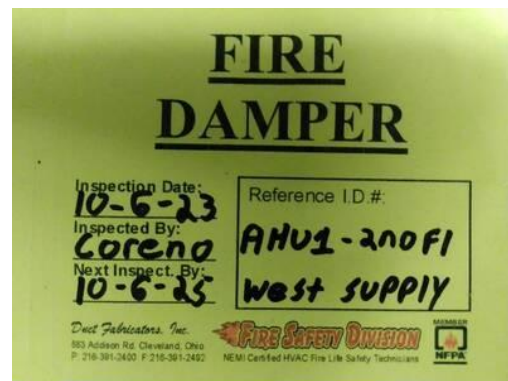 FIRE
DAMPER
Inspection Date:
10-6-23
Inspected By:
Coreno
Next Inspect. By:
10-6-25
Reference I.D.#:
AHU1-2nd Fl
West SUPPLY
Duct Fabricators, Inc.
883 Addison Rd. Cleveland, Ohio
P: 216-391-2400 F:216-391-2492
FIRE SAFETY DIVISION
NEMI Certified HVAC Fire Life Safety Technicians
MEMBER
NFPA